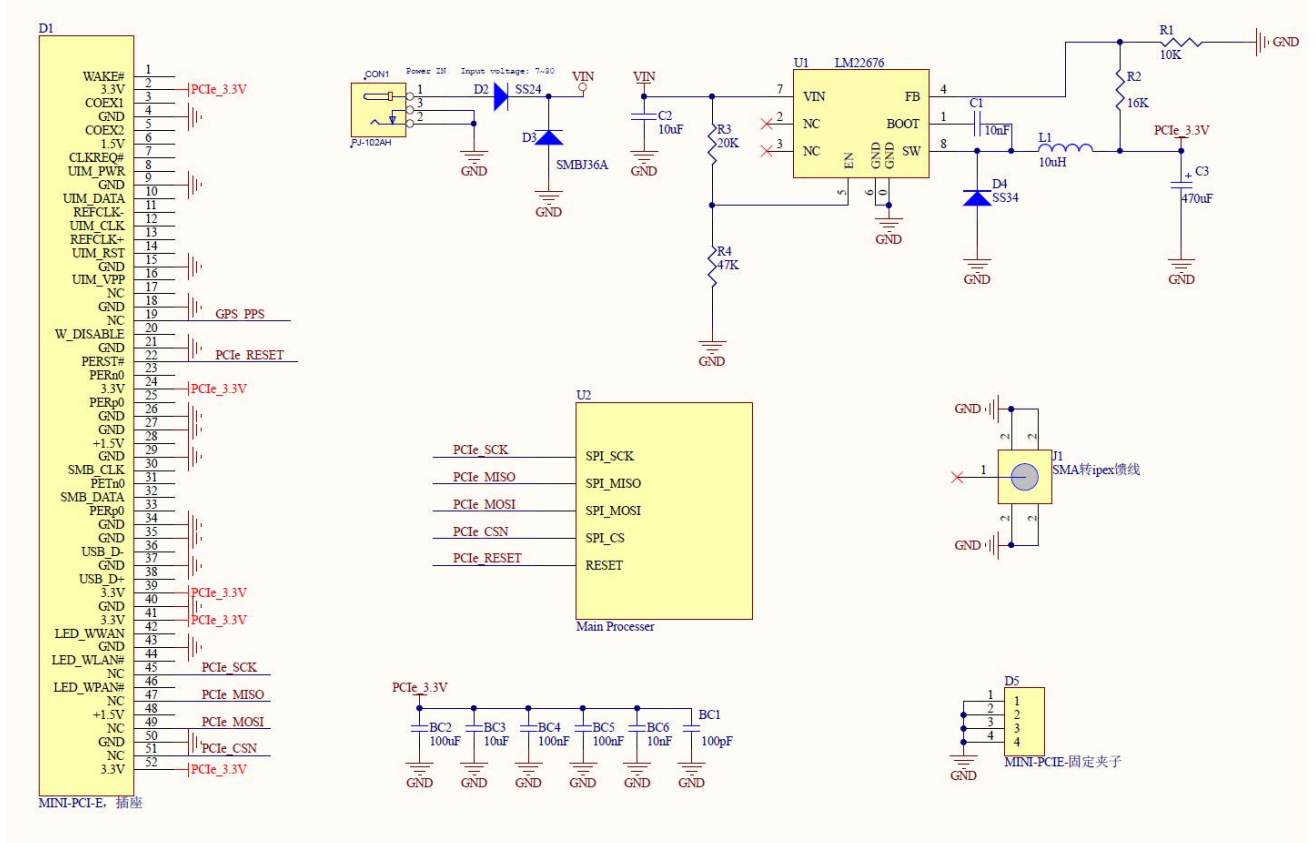 D1
WAKE# 1
3.3V 2 PCIe_3.3V
COEX1 3
GND 4
COEX2 5
1.5V 6
CLKREQ# 7
UIM_PWR 8
GND 9
UIM_DATA 10
REFCLK- 11
UIM_CLK 12
REFCLK+ 13
UIM_RST 14
GND 15
UIM_VPP 16
NC 17
GND 18
NC 19 GPS_PPS
W_DISABLE 20
GND 21
PERST# 22 PCIe_RESET
PERn0 23
3.3V 24 PCIe_3.3V
PERp0 25
GND 26
GND 27
+1.5V 28
GND 29
SMB_CLK 30
PETn0 31
SMB_DATA 32
PERp0 33
GND 34
GND 35
USB_D- 36
GND 37
USB_D+ 38
3.3V 39 PCIe_3.3V
GND 40
3.3V 41 PCIe_3.3V
LED_WWAN 42
GND 43
LED_WLAN# 44
NC 45 PCIe_SCK
LED_WPAN# 46
NC 47 PCIe_MISO
+1.5V 48
NC 49 PCIe_MOSI
GND 50
NC 51 PCIe_CSN
3.3V 52 PCIe_3.3V
MINI-PCI-E，插座
CON1
Power IN Input voltage: 7~30
1
3
2
PJ-102AH
GND
D2 SS24
VIN
D3
SMBJ36A
GND
VIN
C2
10uF
GND
R3
20K
R4
47K
GND
U1 LM22676
7 VIN
2 NC
3 NC
FB 4
BOOT 1
SW 8
EN 5
GND 6
GND 0
GND
C1
10nF
D4
SS34
GND
L1
10uH
R1
10K
GND
R2
16K
PCIe_3.3V
+ C3
470uF
GND
U2
PCIe_SCK SPI_SCK
PCIe_MISO SPI_MISO
PCIe_MOSI SPI_MOSI
PCIe_CSN SPI_CS
PCIe_RESET RESET
Main Processer
GND
2 2
1
J1
SMA转ipex馈线
2 2
GND
PCIe_3.3V
BC2
100uF
GND
BC3
10uF
GND
BC4
100nF
GND
BC5
100nF
GND
BC6
10nF
GND
BC1
100pF
GND
D5
1 1
2 2
3 3
4 4
GND
MINI-PCIE-固定夹子